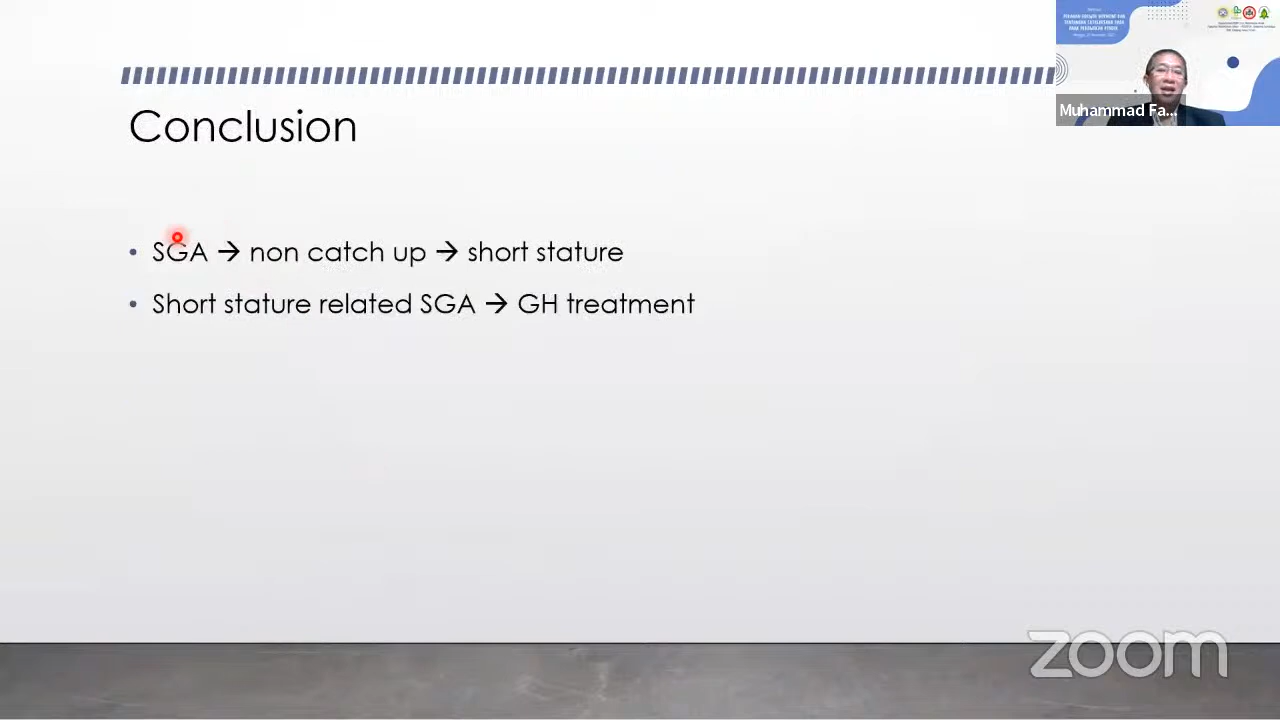 Conclusion
• SGA → non catch up → short stature
• Short stature related SGA → GH treatment
Muhammad Fa...
zoom